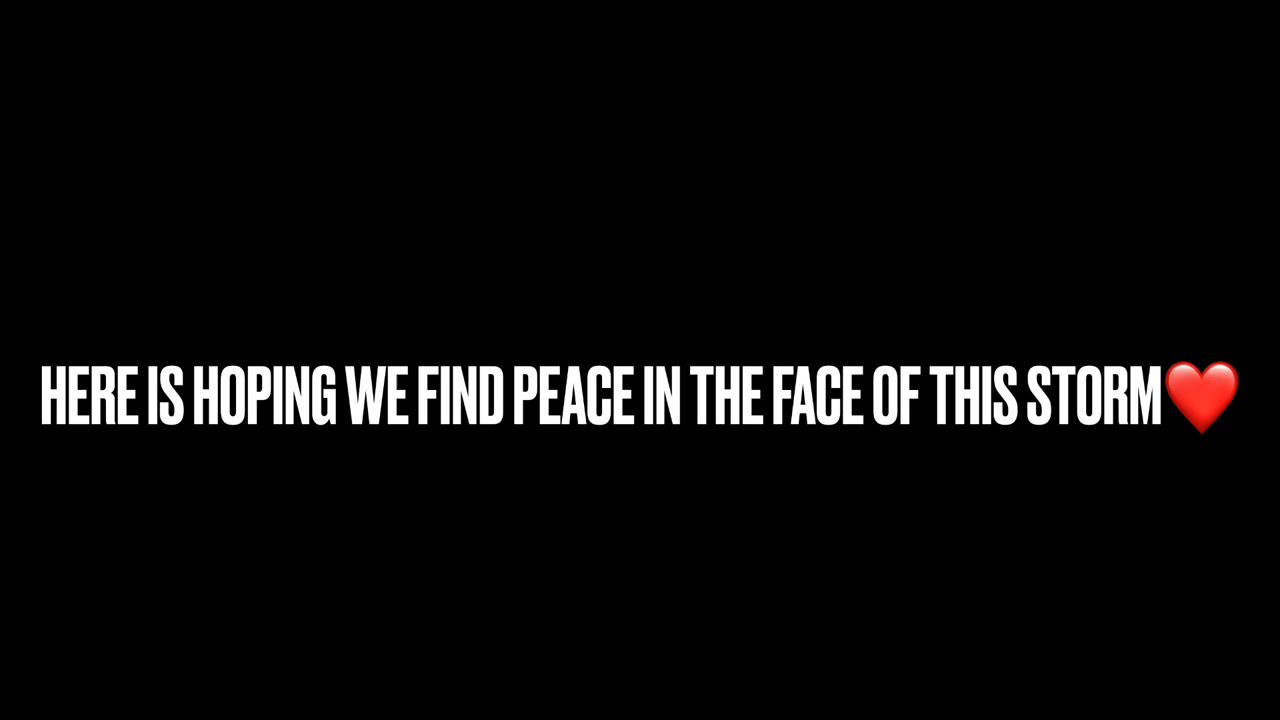 HERE IS HOPING WE FIND PEACE IN THE FACE OF THIS STORM❤️